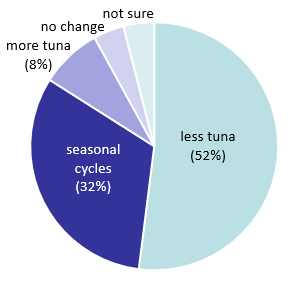 not sure
no change
more tuna
(8%)
less tuna
(52%)
seasonal
cycles
(32%)